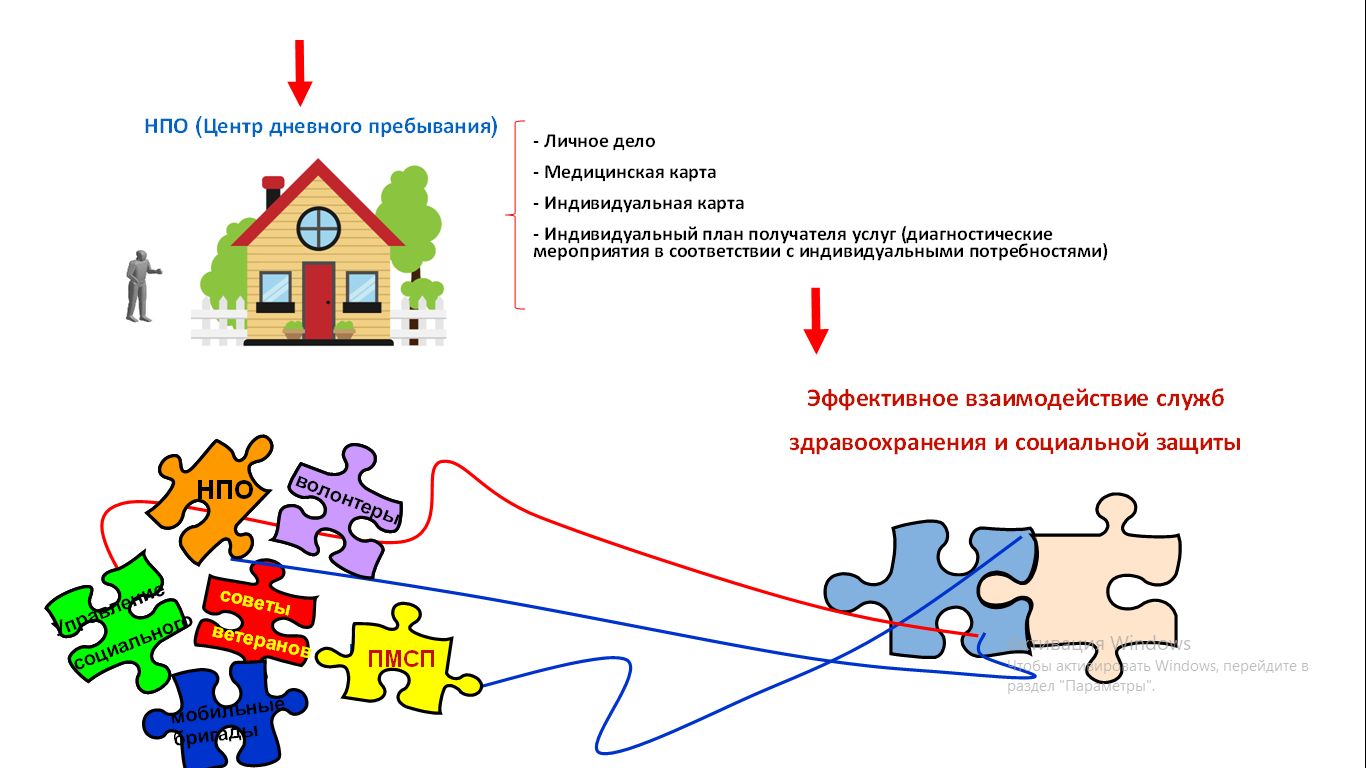 НПО (Центр дневного пребывания)
- Личное дело
- Медицинская карта
- Индивидуальная карта
- Индивидуальный план получателя услуг (диагностические
мероприятия в соответствии с индивидуальными потребностями)
Эффективное взаимодействие служб
здравоохранения и социальной защиты
НПО
волонтеры
Управление
социального
советы
ветеранов
ПМСП
мобильные
бригады
Активация Windows
Чтобы активировать Windows, перейдите в
раздел "Параметры".